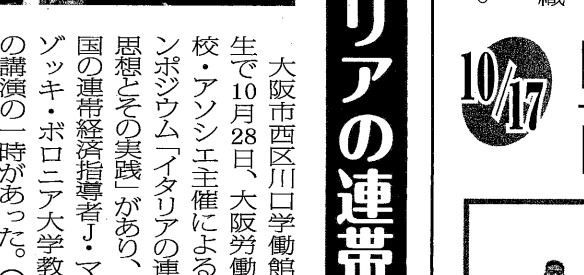 10/17
リアの連帯
大阪市西区川口学働館
生で10月28日、大阪労働
校・アソシエ主催による
ンポジウム「イタリアの連
思想とその実践」があり、
国の連帯経済指導者J・マ
ゾッキ・ボロニア大学教
の講演の一時があった。